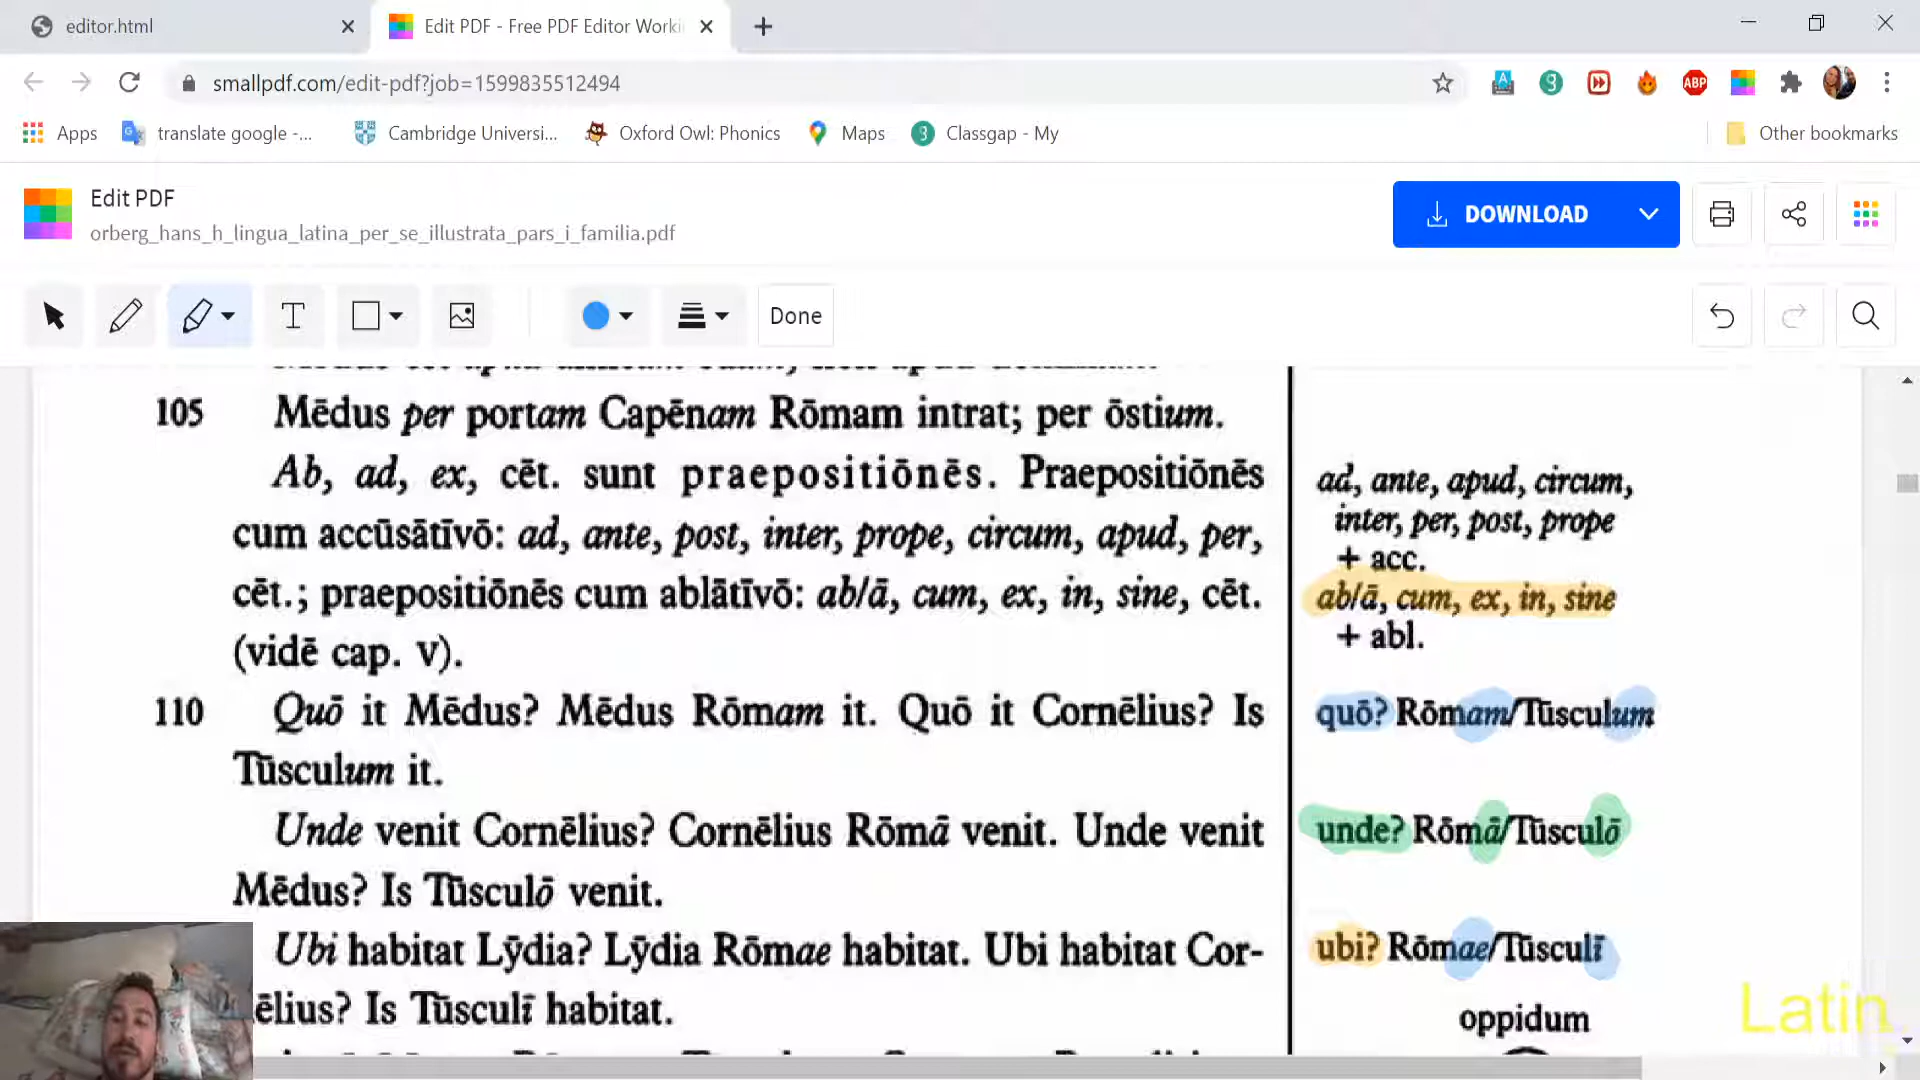 editor.html
Edit PDF - Free PDF Editor Worki
smallpdf.com/edit-pdf?job=1599835512494
ABP
Apps
translate google -...
Cambridge Universi...
Oxford Owl: Phonics
Maps
Classgap - My
Other bookmarks
Edit PDF
orberg_hans_h_lingua_latina_per_se_illustrata_pars_i_familia.pdf
DOWNLOAD
T
Done
105 Mēdus per portam Capēnam Rōmam intrat; per ōstium.
Ab, ad, ex, cēt. sunt praepositiōnēs. Praepositiōnēs
cum accūsātīvō: ad, ante, post, inter, prope, circum, apud, per,
cēt.; praepositiōnēs cum ablātīvō: ab/ā, cum, ex, in, sine, cēt.
(vidē cap. V).
110 Quō it Mēdus? Mēdus Rōmam it. Quō it Cornēlius? Is
Tūsculum it.
Unde venit Cornēlius? Cornēlius Rōmā venit. Unde venit
Mēdus? Is Tūsculō venit.
Ubi habitat Lȳdia? Lȳdia Rōmae habitat. Ubi habitat Cor-
ēlius? Is Tūsculī habitat.
ad, ante, apud, circum,
inter, per, post, prope
+ acc.
ab/ā, cum, ex, in, sine
+ abl.
quō? Rōmam/Tūsculum
unde? Rōmā/Tūsculō
ubi? Rōmae/Tūsculī
oppidum
Latin